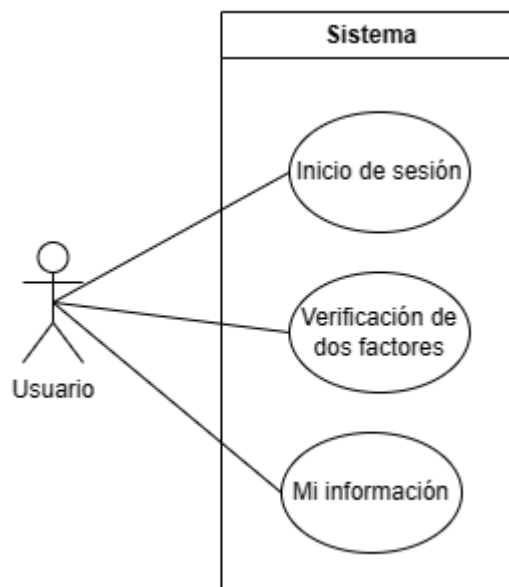 Sistema
Inicio de sesión
Verificación de
dos factores
Usuario
Mi información